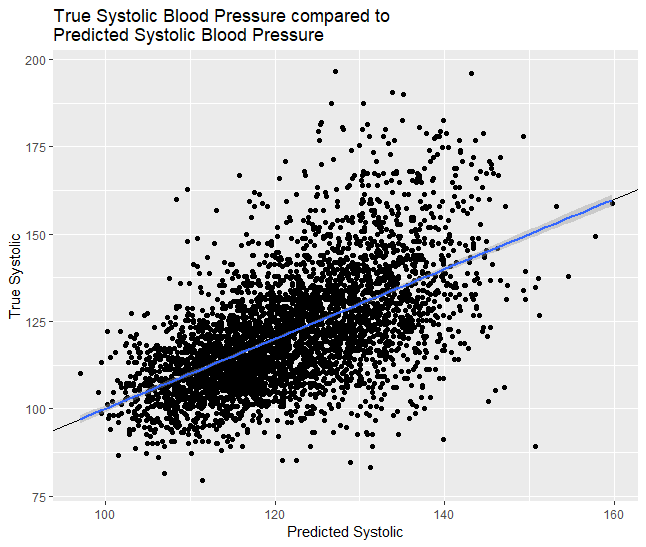 True Systolic Blood Pressure compared to
Predicted Systolic Blood Pressure
200
175
150
125
100
75
True Systolic
100
120
140
160
Predicted Systolic